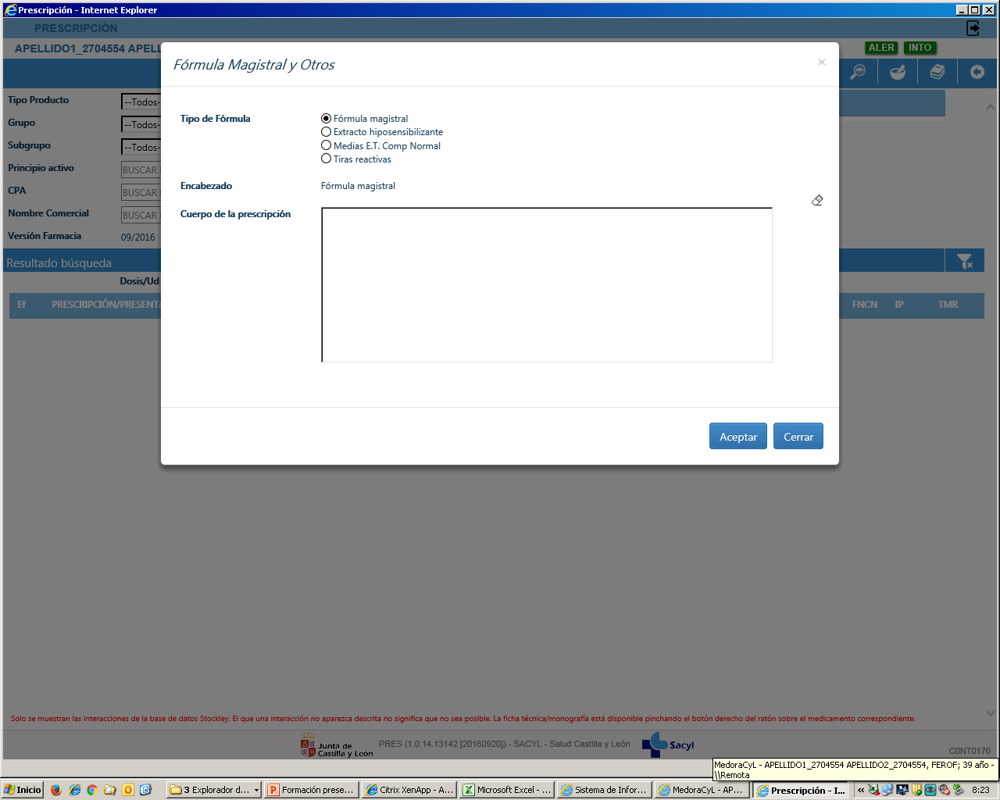 Prescripción - Internet Explorer
PRESCRIPCIÓN
APELLIDO1_2704554 APEL
ALER INTO
Fórmula Magistral y Otros
×
Tipo Producto --Todos-
Grupo --Todos-
Subgrupo --Todos-
Principio activo BUSCAR
CPA BUSCAR
Nombre Comercial BUSCAR
Versión Farmacia 09/2016
Tipo de Fórmula
Fórmula magistral
Extracto hiposensibilizante
Medias E.T. Comp Normal
Tiras reactivas
Encabezado Fórmula magistral
Cuerpo de la prescripción
Resultado búsqueda
Dosis/Ud
Ef PRESCRIPCIÓN/PRESENTA FNCN IP TMR
Aceptar Cerrar
Solo se muestran las interacciones de la base de datos Stockley. El que una interacción no aparezca descrita no significa que no sea posible. La ficha técnica/monografía está disponible pinchando el botón derecho del ratón sobre el medicamento correspondiente.
Junta de
Castilla y León
PRES (1.0.14.13142 [20160920]) - SACYL - Salud Castilla y León
Sacyl
C0NT0170
MedoraCyL - APELLIDO1_2704554 APELLIDO2_2704554, FEROF; 39 año -
\\Remota
Inicio
3 Explorador d...
Formación prese...
Citrix XenApp - A...
Microsoft Excel - ...
Sistema de Infor...
MedoraCyL - AP...
Prescripción - I...
«
8:23